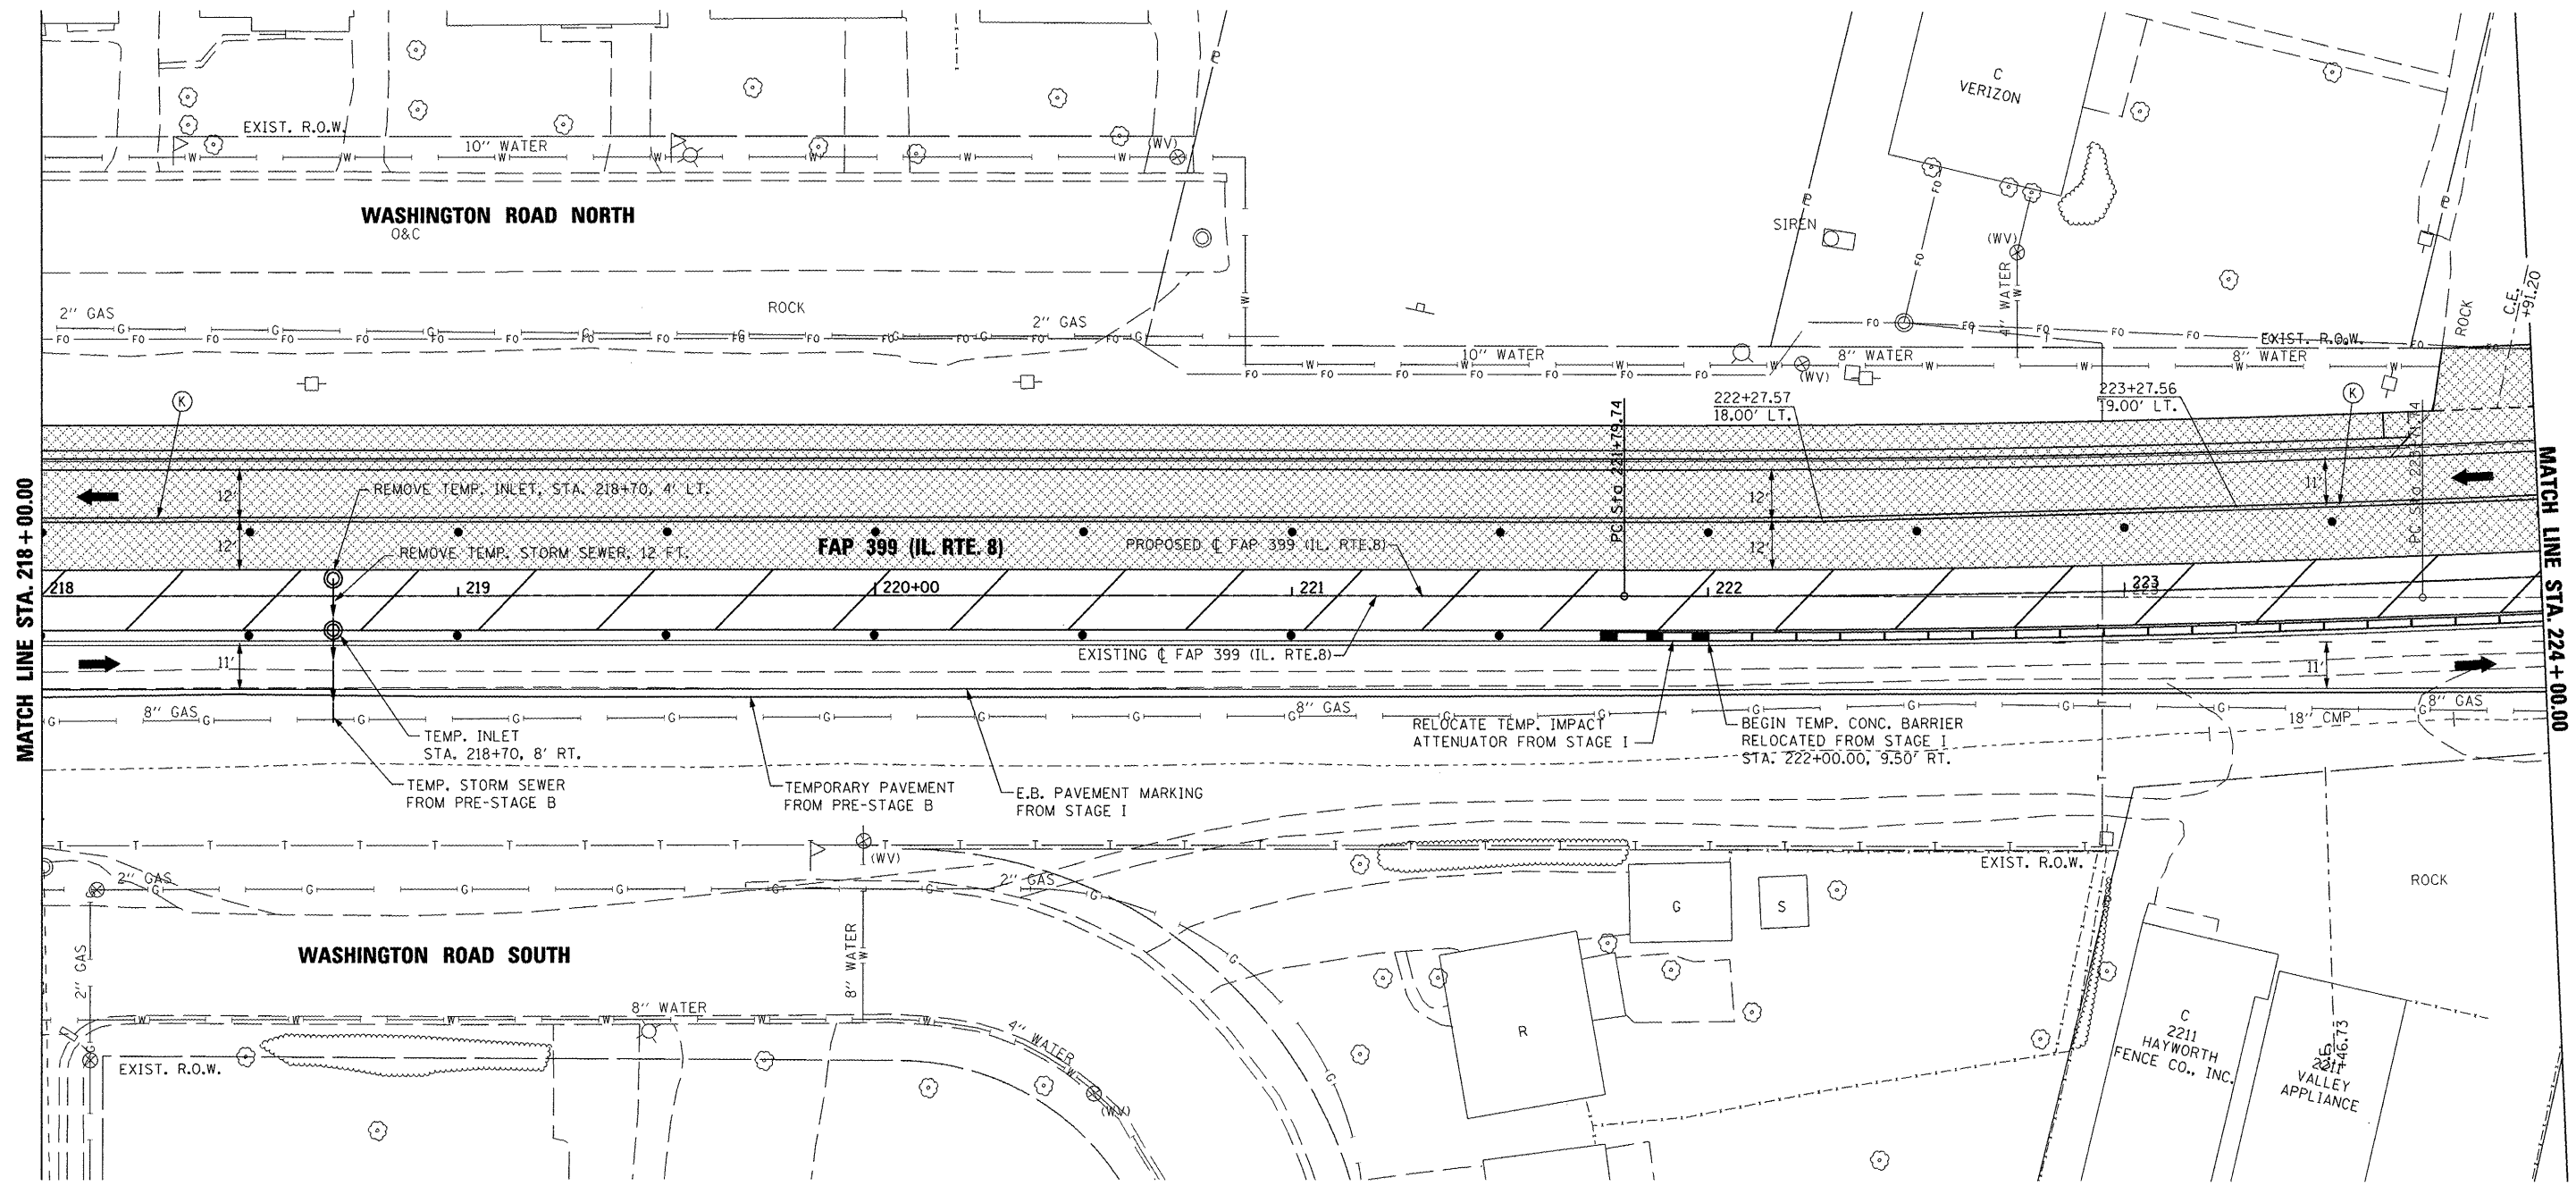 C
VERIZON
EXIST. R.O.W.
10'' WATER
(WV)
WASHINGTON ROAD NORTH
O&C
SIREN
(WV)
4'' WATER
ROCK
C.E.
+91.20
2'' GAS
ROCK
2'' GAS
EXIST. R.O.W.
10'' WATER
8'' WATER
8'' WATER
(WV)
K
222+27.57
18.00' LT.
223+27.56
19.00' LT.
K
PC Sta 221+79.74
MATCH LINE STA. 218+00.00
12'
REMOVE TEMP. INLET, STA. 218+70, 4' LT.
12'
11'
12'
REMOVE TEMP. STORM SEWER, 12 FT.
FAP 399 (IL. RTE. 8)
PROPOSED ℄ FAP 399 (IL. RTE.8)
12'
218
219
220+00
221
222
223
MATCH LINE STA. 224+00.00
11'
EXISTING ℄ FAP 399 (IL. RTE.8)
11'
8'' GAS
8'' GAS
8'' GAS
18'' CMP
RELOCATE TEMP. IMPACT
ATTENUATOR FROM STAGE I
BEGIN TEMP. CONC. BARRIER
RELOCATED FROM STAGE I
STA. 222+00.00, 9.50' RT.
TEMP. INLET
STA. 218+70, 8' RT.
TEMP. STORM SEWER
FROM PRE-STAGE B
TEMPORARY PAVEMENT
FROM PRE-STAGE B
E.B. PAVEMENT MARKING
FROM STAGE I
(WV)
EXIST. R.O.W.
2'' GAS
2'' GAS
ROCK
G
S
2'' GAS
WASHINGTON ROAD SOUTH
8'' WATER
8'' WATER
4'' WATER
R
EXIST. R.O.W.
(WV)
C
2211
HAYWORTH
FENCE CO., INC.
+46.73
VALLEY
APPLIANCE